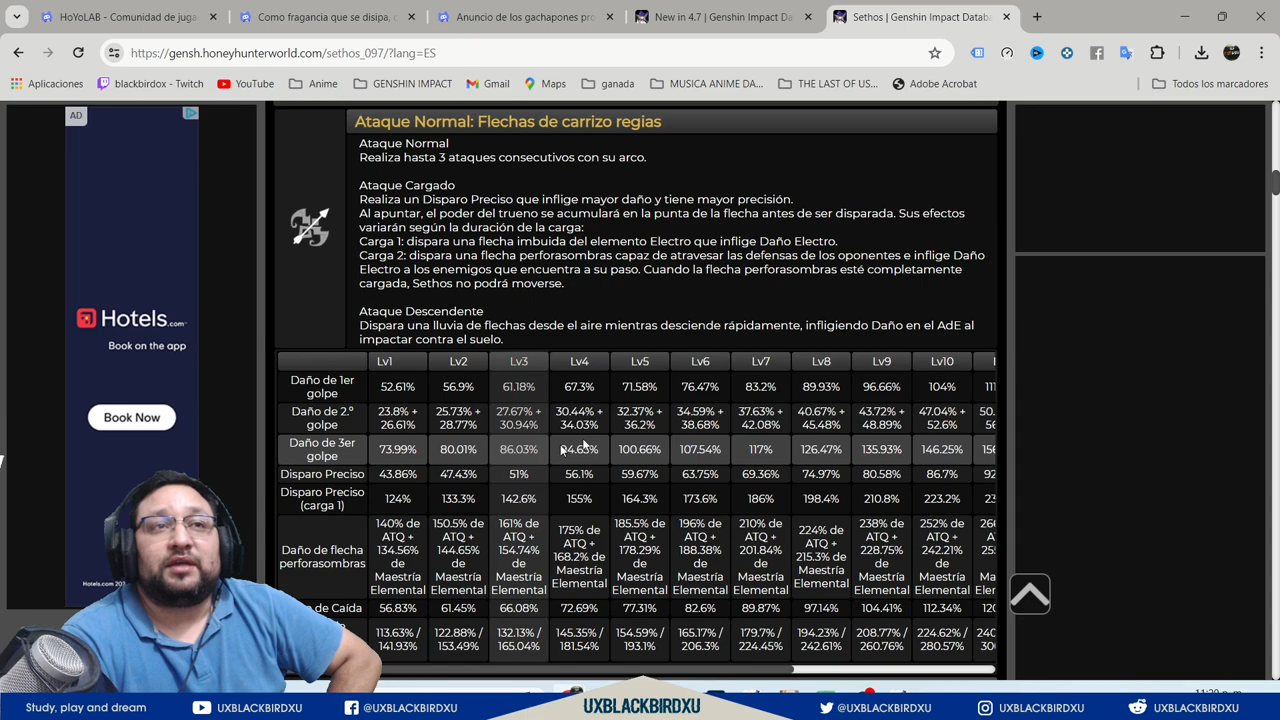 HoYoLAB - Comunidad de juga
Como fragancia que se disipa, c
Anuncio de los gachapones pro
New in 4.7 | Genshin Impact Dat
Sethos | Genshin Impact Datab
https://gensh.honeyhunterworld.com/sethos_097/?lang=ES
Aplicaciones
blackbirdox - Twitch
YouTube
Anime
GENSHIN IMPACT
Gmail
Maps
ganada
MUSICA ANIME DA...
THE LAST OF US...
Adobe Acrobat
Todos los marcadores
AD
Hotels.com
Book on the app
Book Now
Ataque Normal: Flechas de carrizo regias
Ataque Normal
Realiza hasta 3 ataques consecutivos con su arco.
Ataque Cargado
Realiza un Disparo Preciso que inflige mayor daño y tiene mayor precisión.
Al apuntar, el poder del trueno se acumulará en la punta de la flecha antes de ser disparada. Sus efectos
variarán según la duración de la carga:
Carga 1: dispara una flecha imbuida del elemento Electro que inflige Daño Electro.
Carga 2: dispara una flecha perforasombras capaz de atravesar las defensas de los oponentes e inflige Daño
Electro a los enemigos que encuentra a su paso. Cuando la flecha perforasombras esté completamente
cargada, Sethos no podrá moverse.
Ataque Descendente
Dispara una lluvia de flechas desde el aire mientras desciende rápidamente, infligiendo Daño en el AdE al
impactar contra el suelo.
Lv1 Lv2 Lv3 Lv4 Lv5 Lv6 Lv7 Lv8 Lv9 Lv10
Daño de 1er golpe 52.61% 56.9% 61.18% 67.3% 71.58% 76.47% 83.2% 89.93% 96.66% 104%
Daño de 2.º golpe 23.8% + 26.61% 25.73% + 28.77% 27.67% + 30.94% 30.44% + 34.03% 32.37% + 36.2% 34.59% + 38.68% 37.63% + 42.08% 40.67% + 45.48% 43.72% + 48.89% 47.04% + 52.6%
Daño de 3er golpe 73.99% 80.01% 86.03% 94.63% 100.66% 107.54% 117% 126.47% 136.8% 146.25%
Disparo Preciso 43.86% 47.43% 51% 56.1% 59.67% 63.75% 69.36% 74.97% 80.58% 86.7%
Disparo Preciso (carga 1) 124% 133.3% 142.6% 155% 164.3% 173.6% 186% 198.4% 210.8% 223.2%
Daño de flecha perforasombras 140% de ATQ + 134.56% de Maestría Elemental 150.5% de ATQ + 144.65% de Maestría Elemental 161% de ATQ + 154.74% de Maestría Elemental 175% de ATQ + 168.2% de Maestría Elemental 185.5% de ATQ + 178.29% de Maestría Elemental 196% de ATQ + 188.38% de Maestría Elemental 210% de ATQ + 201.84% de Maestría Elemental 224% de ATQ + 215.3% de Maestría Elemental 238% de ATQ + 228.75% de Maestría Elemental 252% de ATQ + 242.21% de Maestría Elemental
de Caída 56.83% 61.45% 66.08% 72.69% 77.31% 82.6% 89.87% 97.14% 104.41% 112.34%
113.63% / 141.93% 122.88% / 153.49% 132.13% / 165.04% 145.35% / 181.54% 154.59% / 193.1% 165.17% / 206.3% 179.7% / 224.45% 194.23% / 242.61% 208.77% / 260.76% 224.62% / 280.57%
Study, play and dream
UXBLACKBIRDXU
@UXBLACKBIRDXU
UXBLACKBIRDXU
@UXBLACKBIRDXU
UXBLACKBIRDXU
UXBLACKBIRDXU